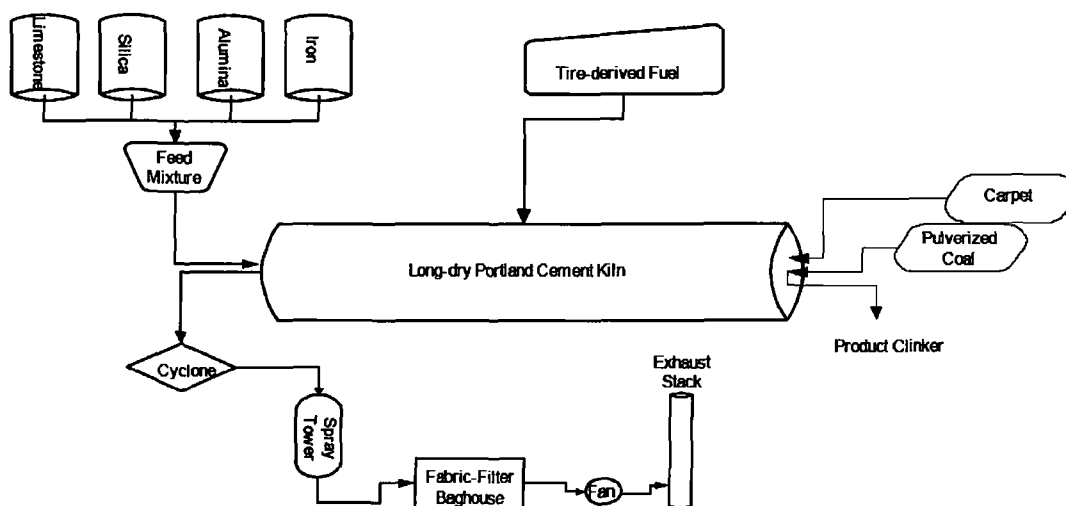 Limestone
Silica
Alumina
Iron
Tire-derived Fuel
Feed
Mixture
Carpet
Pulverized
Coal
Long-dry Portland Cement Kiln
Product Clinker
Cyclone
Exhaust
Stack
Spray
Tower
Fabric-Filter
Baghouse
Fan